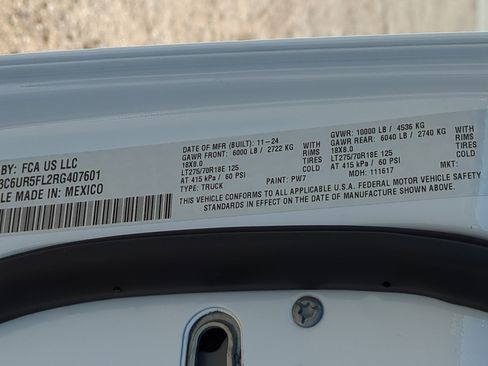 BY: FCA US LLC
3C6UR5FL2RG407601
LE MADE IN: MEXICO
DATE OF MFR (BUILT): 11-24
GAWR FRONT: 6000 LB / 2722 KG WITH
18X8.0 RIMS
LT275/70R18E 125 TIRES
AT 415 kPa / 60 PSI
TYPE: TRUCK PAINT: PW7
GVWR: 10000 LB / 4536 KG
GAWR REAR: 6040 LB / 2740 KG WITH
18X8.0 RIMS
LT275/70R18E 125 TIRES
AT 415 kPa / 60 PSI
MDH: 111617 MKT:
THIS VEHICLE CONFORMS TO ALL APPLICABLE U.S.A. FEDERAL MOTOR VEHICLE SAFETY
STANDARDS IN EFFECT ON THE DATE OF MANUFACTURE SHOWN ABOVE.